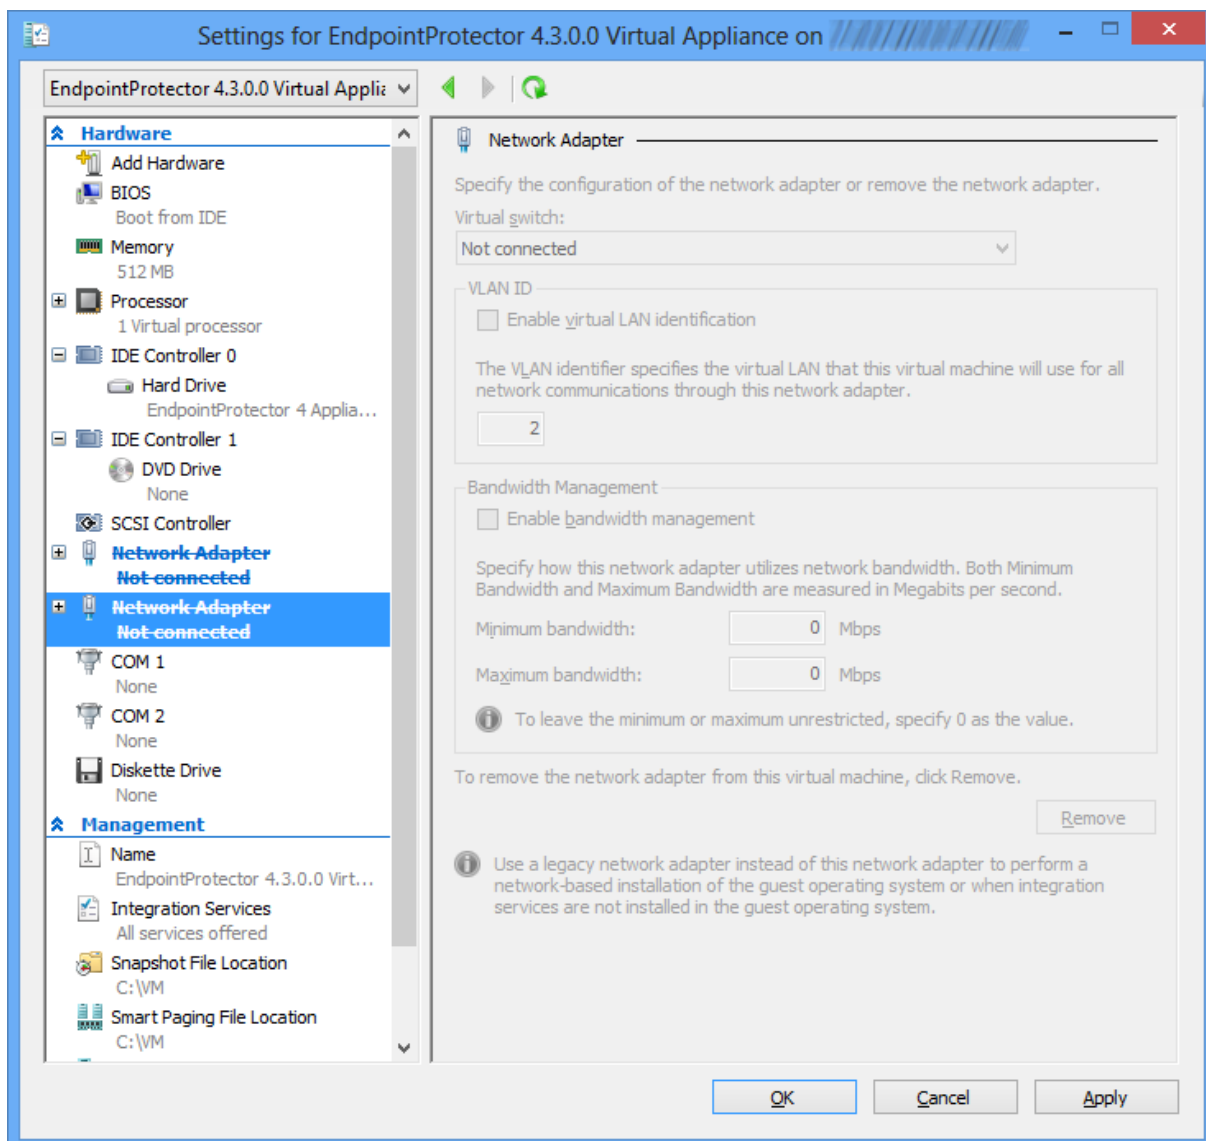 Settings for EndpointProtector 4.3.0.0 Virtual Appliance on
EndpointProtector 4.3.0.0 Virtual Applia
Hardware
Add Hardware
BIOS
Boot from IDE
Memory
512 MB
Processor
1 Virtual processor
IDE Controller 0
Hard Drive
EndpointProtector 4 Applia...
IDE Controller 1
DVD Drive
None
SCSI Controller
Network Adapter
Not connected
Network Adapter
Not connected
COM 1
None
COM 2
None
Diskette Drive
None
Management
Name
EndpointProtector 4.3.0.0 Virt...
Integration Services
All services offered
Snapshot File Location
C:\VM
Smart Paging File Location
C:\VM
Network Adapter
Specify the configuration of the network adapter or remove the network adapter.
Virtual switch:
Not connected
VLAN ID
Enable virtual LAN identification
The VLAN identifier specifies the virtual LAN that this virtual machine will use for all
network communications through this network adapter.
2
Bandwidth Management
Enable bandwidth management
Specify how this network adapter utilizes network bandwidth. Both Minimum
Bandwidth and Maximum Bandwidth are measured in Megabits per second.
Minimum bandwidth: 0 Mbps
Maximum bandwidth: 0 Mbps
To leave the minimum or maximum unrestricted, specify 0 as the value.
To remove the network adapter from this virtual machine, click Remove.
Remove
Use a legacy network adapter instead of this network adapter to perform a
network-based installation of the guest operating system or when integration
services are not installed in the guest operating system.
OK Cancel Apply